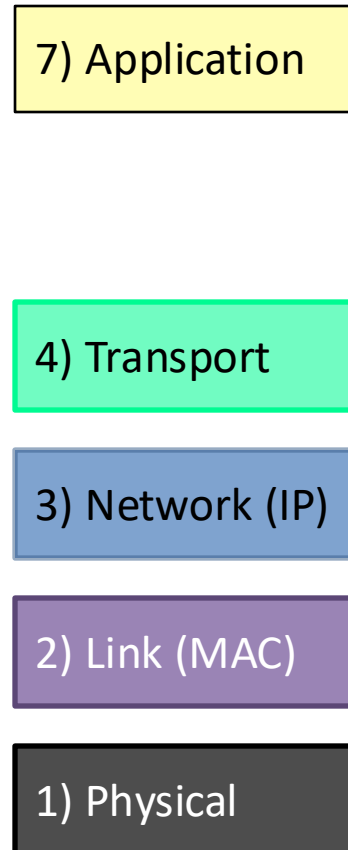 7) Application
4) Transport
3) Network (IP)
2) Link (MAC)
1) Physical